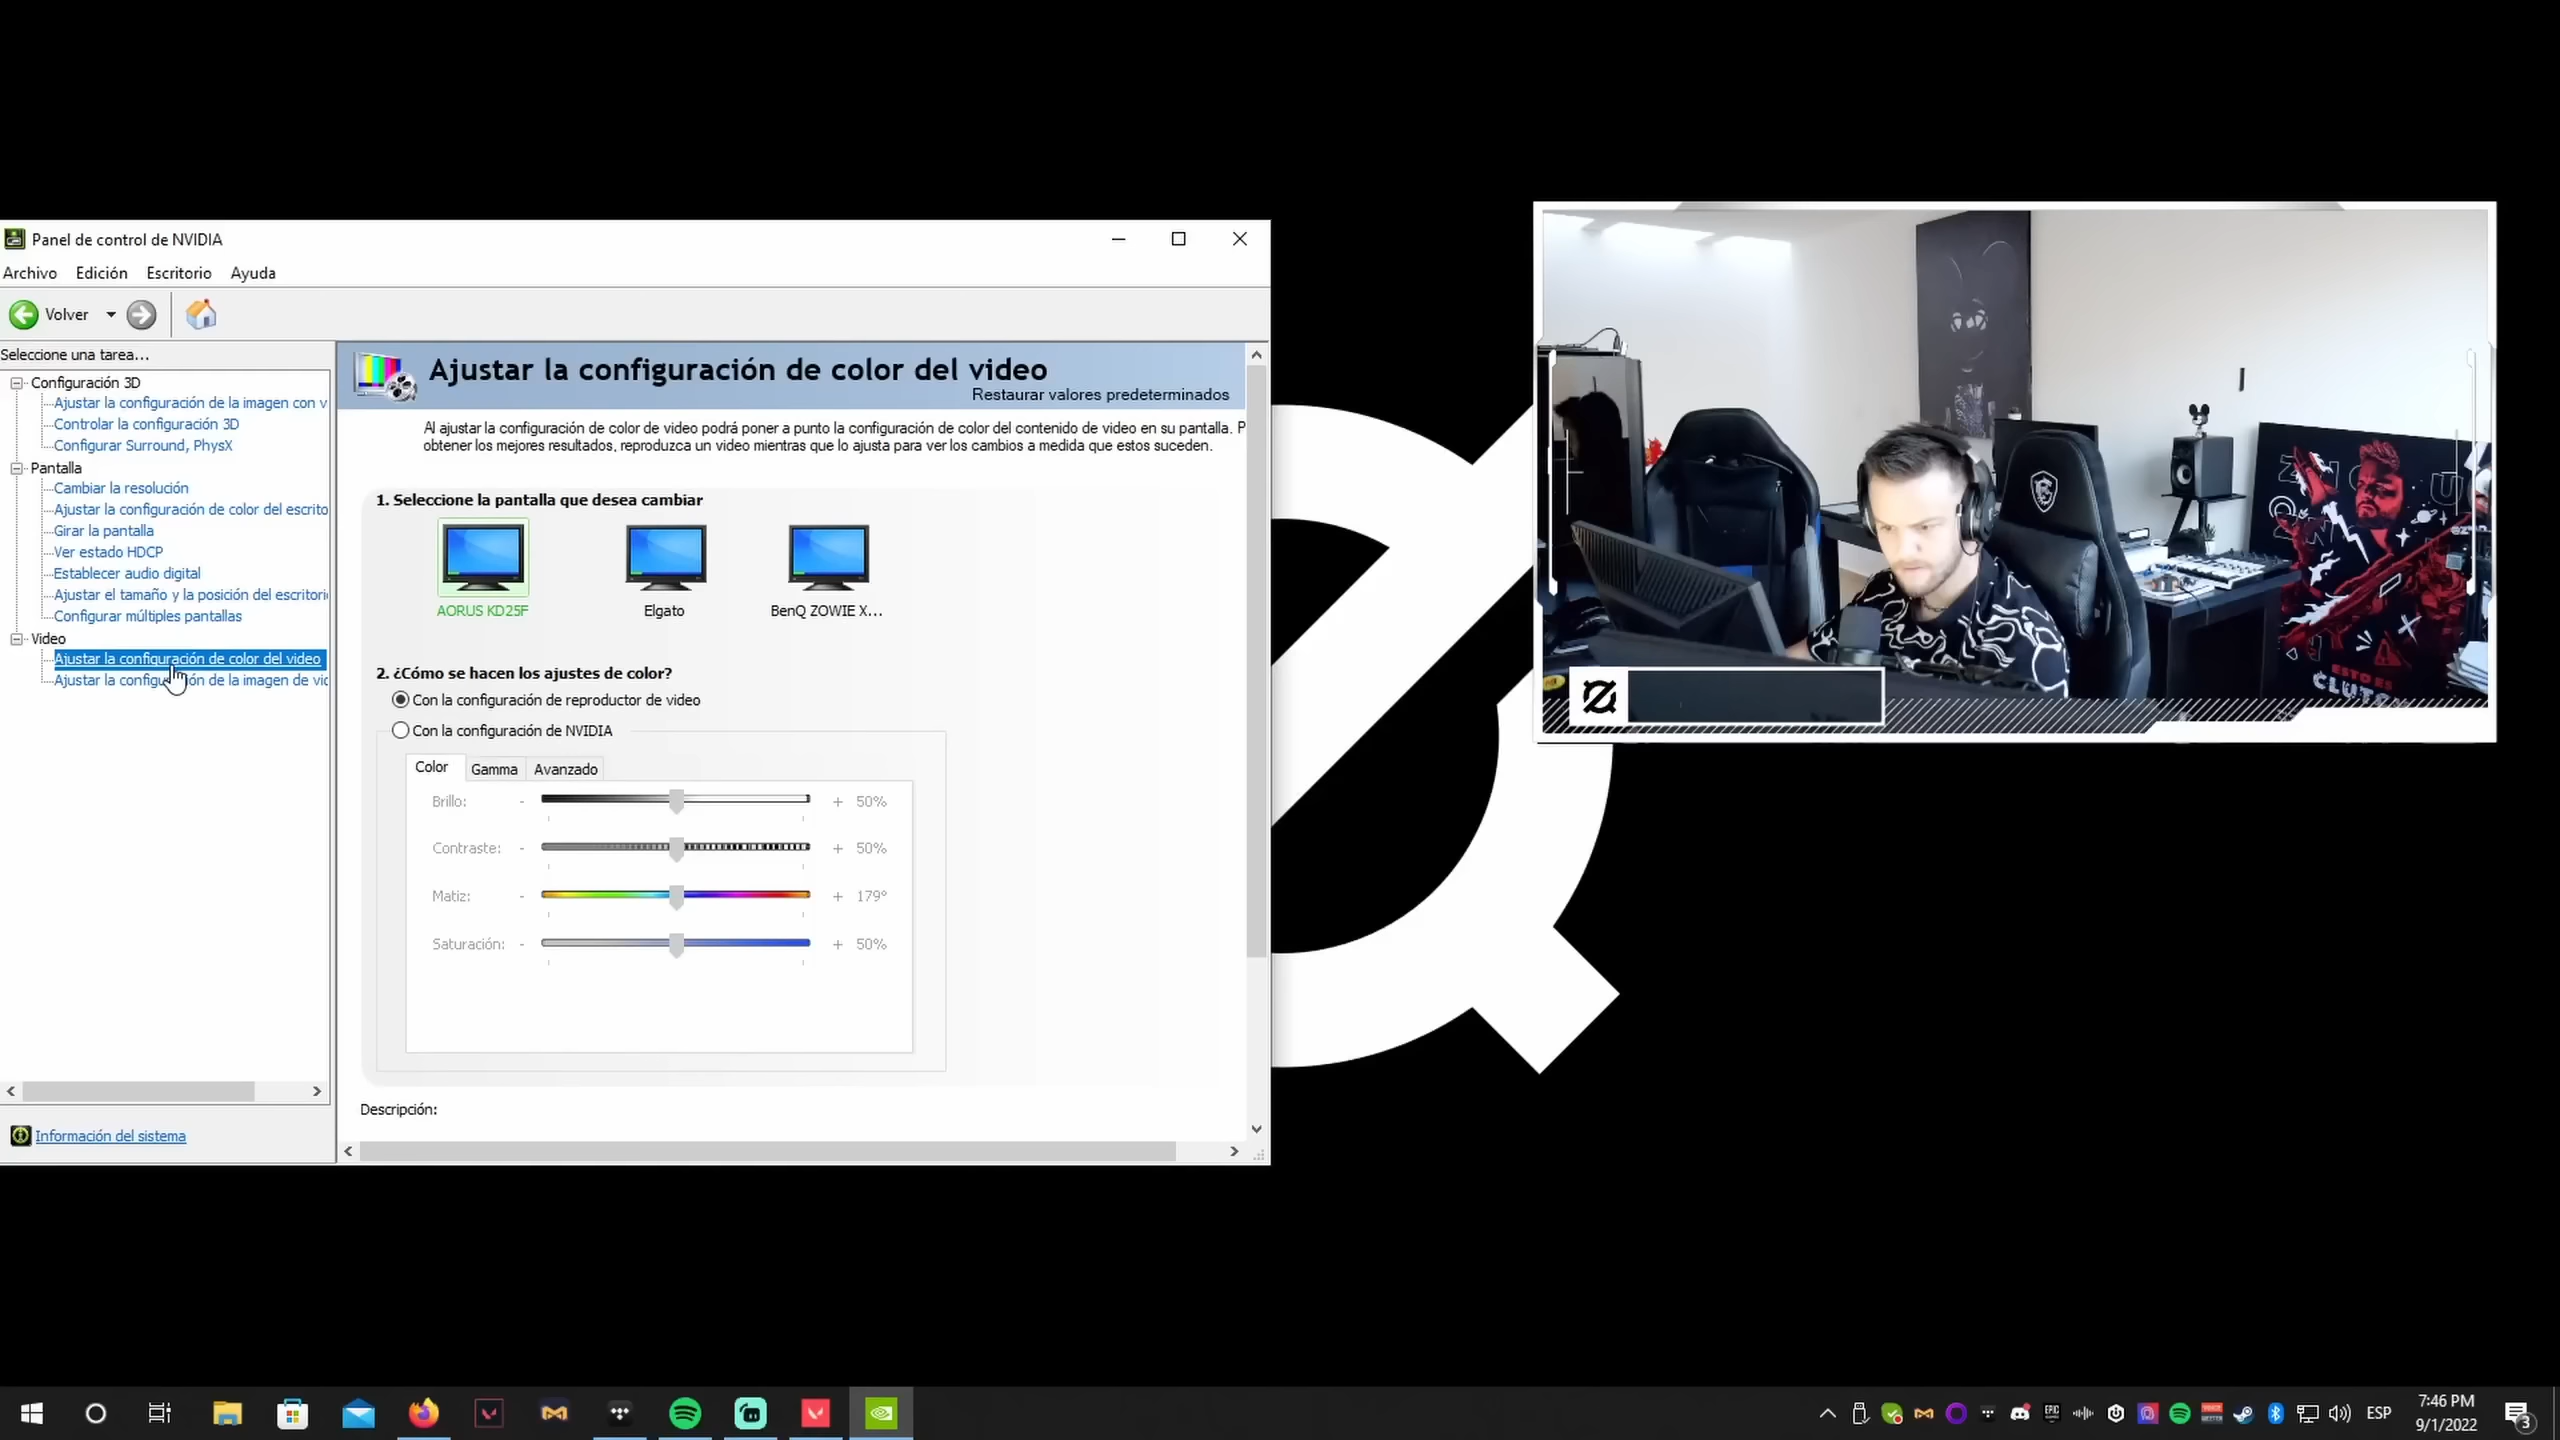 Panel de control de NVIDIA
Archivo Edición Escritorio Ayuda
Volver
Seleccione una tarea...
Configuración 3D
Ajustar la configuración de la imagen con v
Controlar la configuración 3D
Configurar Surround, PhysX
Pantalla
Cambiar la resolución
Ajustar la configuración de color del escrito
Girar la pantalla
Ver estado HDCP
Establecer audio digital
Ajustar el tamaño y la posición del escritori
Configurar múltiples pantallas
Video
Ajustar la configuración de color del video
Ajustar la configuración de la imagen de vid
Información del sistema
Ajustar la configuración de color del video
Restaurar valores predeterminados
Al ajustar la configuración de color de video podrá poner a punto la configuración de color del contenido de video en su pantalla. P
obtener los mejores resultados, reproduzca un video mientras que lo ajusta para ver los cambios a medida que estos suceden.
1. Seleccione la pantalla que desea cambiar
AORUS KD25F Elgato BenQ ZOWIE X...
2. ¿Cómo se hacen los ajustes de color?
Con la configuración de reproductor de video
Con la configuración de NVIDIA
Color Gamma Avanzado
Brillo: - + 50%
Contraste: - + 50%
Matiz: - + 179°
Saturación: - + 50%
Descripción:
ESTO ES
CLUTCH
ESP
7:46 PM
9/1/2022
3